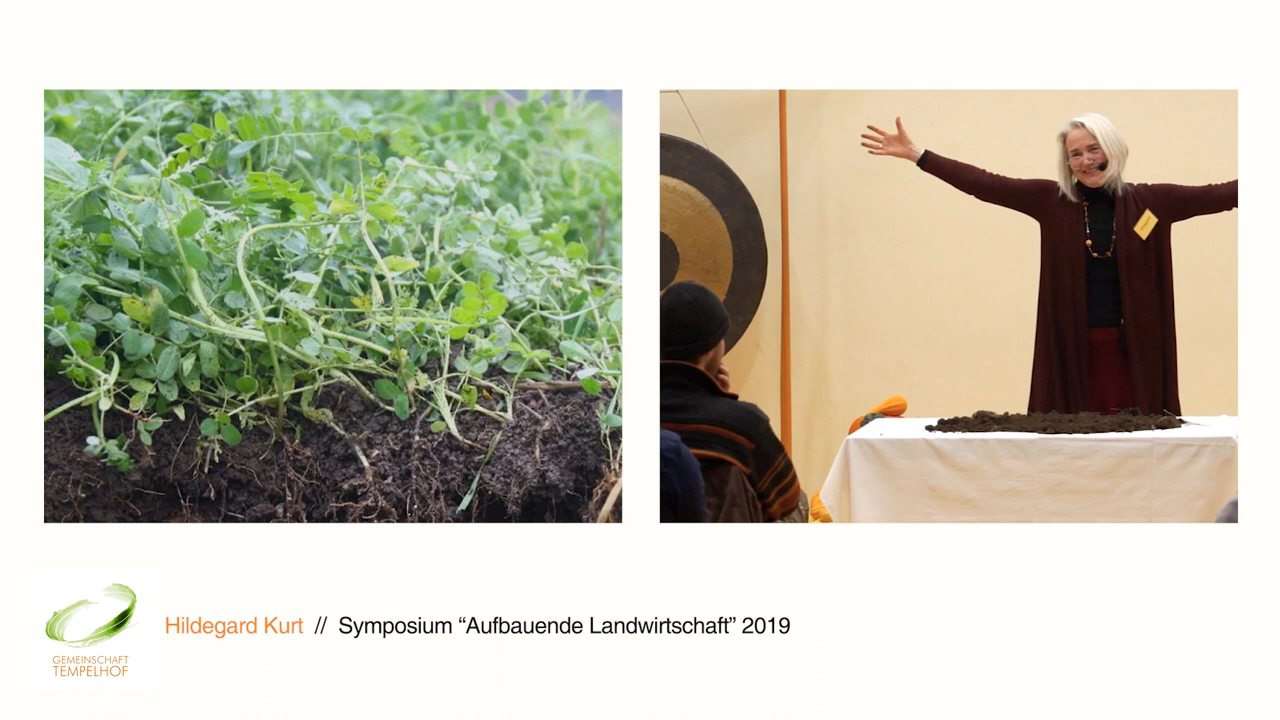 Hildegard Kurt // Symposium “Aufbauende Landwirtschaft” 2019
GEMEINSCHAFT
TEMPELHOF